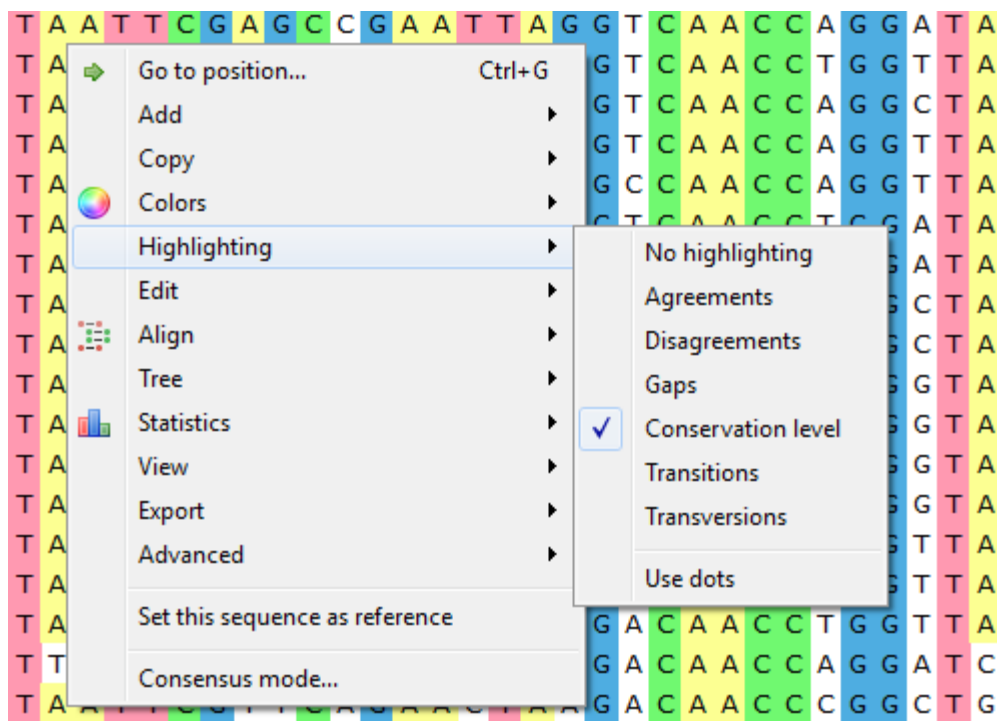 T A A T T C G A G C C G A A T T A G G T C A A C C A G G A T A
T A G T C A A C C T G G T T A
Go to position... Ctrl+G
T A G T C A A C C A G G C T A
Add
T A G T C A A C C A G G T T A
Copy
T A G C C A A C C A G G T T A
Colors
T A G T C A A C C T C G A T A
Highlighting
No highlighting
T A A T A
Edit
Agreements
T A C T A
Align
Disagreements
T A C T A
Tree
Gaps
T A G T A
Statistics
Conservation level
T A G T A
View
Transitions
T A G T A
Export
Transversions
T A G T A
Advanced
T A T T A
Use dots
T A T T A
Set this sequence as reference
T A G A C A A C C T G G T T A
T T G A C A A C C A G G A T C
Consensus mode...
T A A T T C G T T C A G A A C T A A G A C A A C C C G G C T G